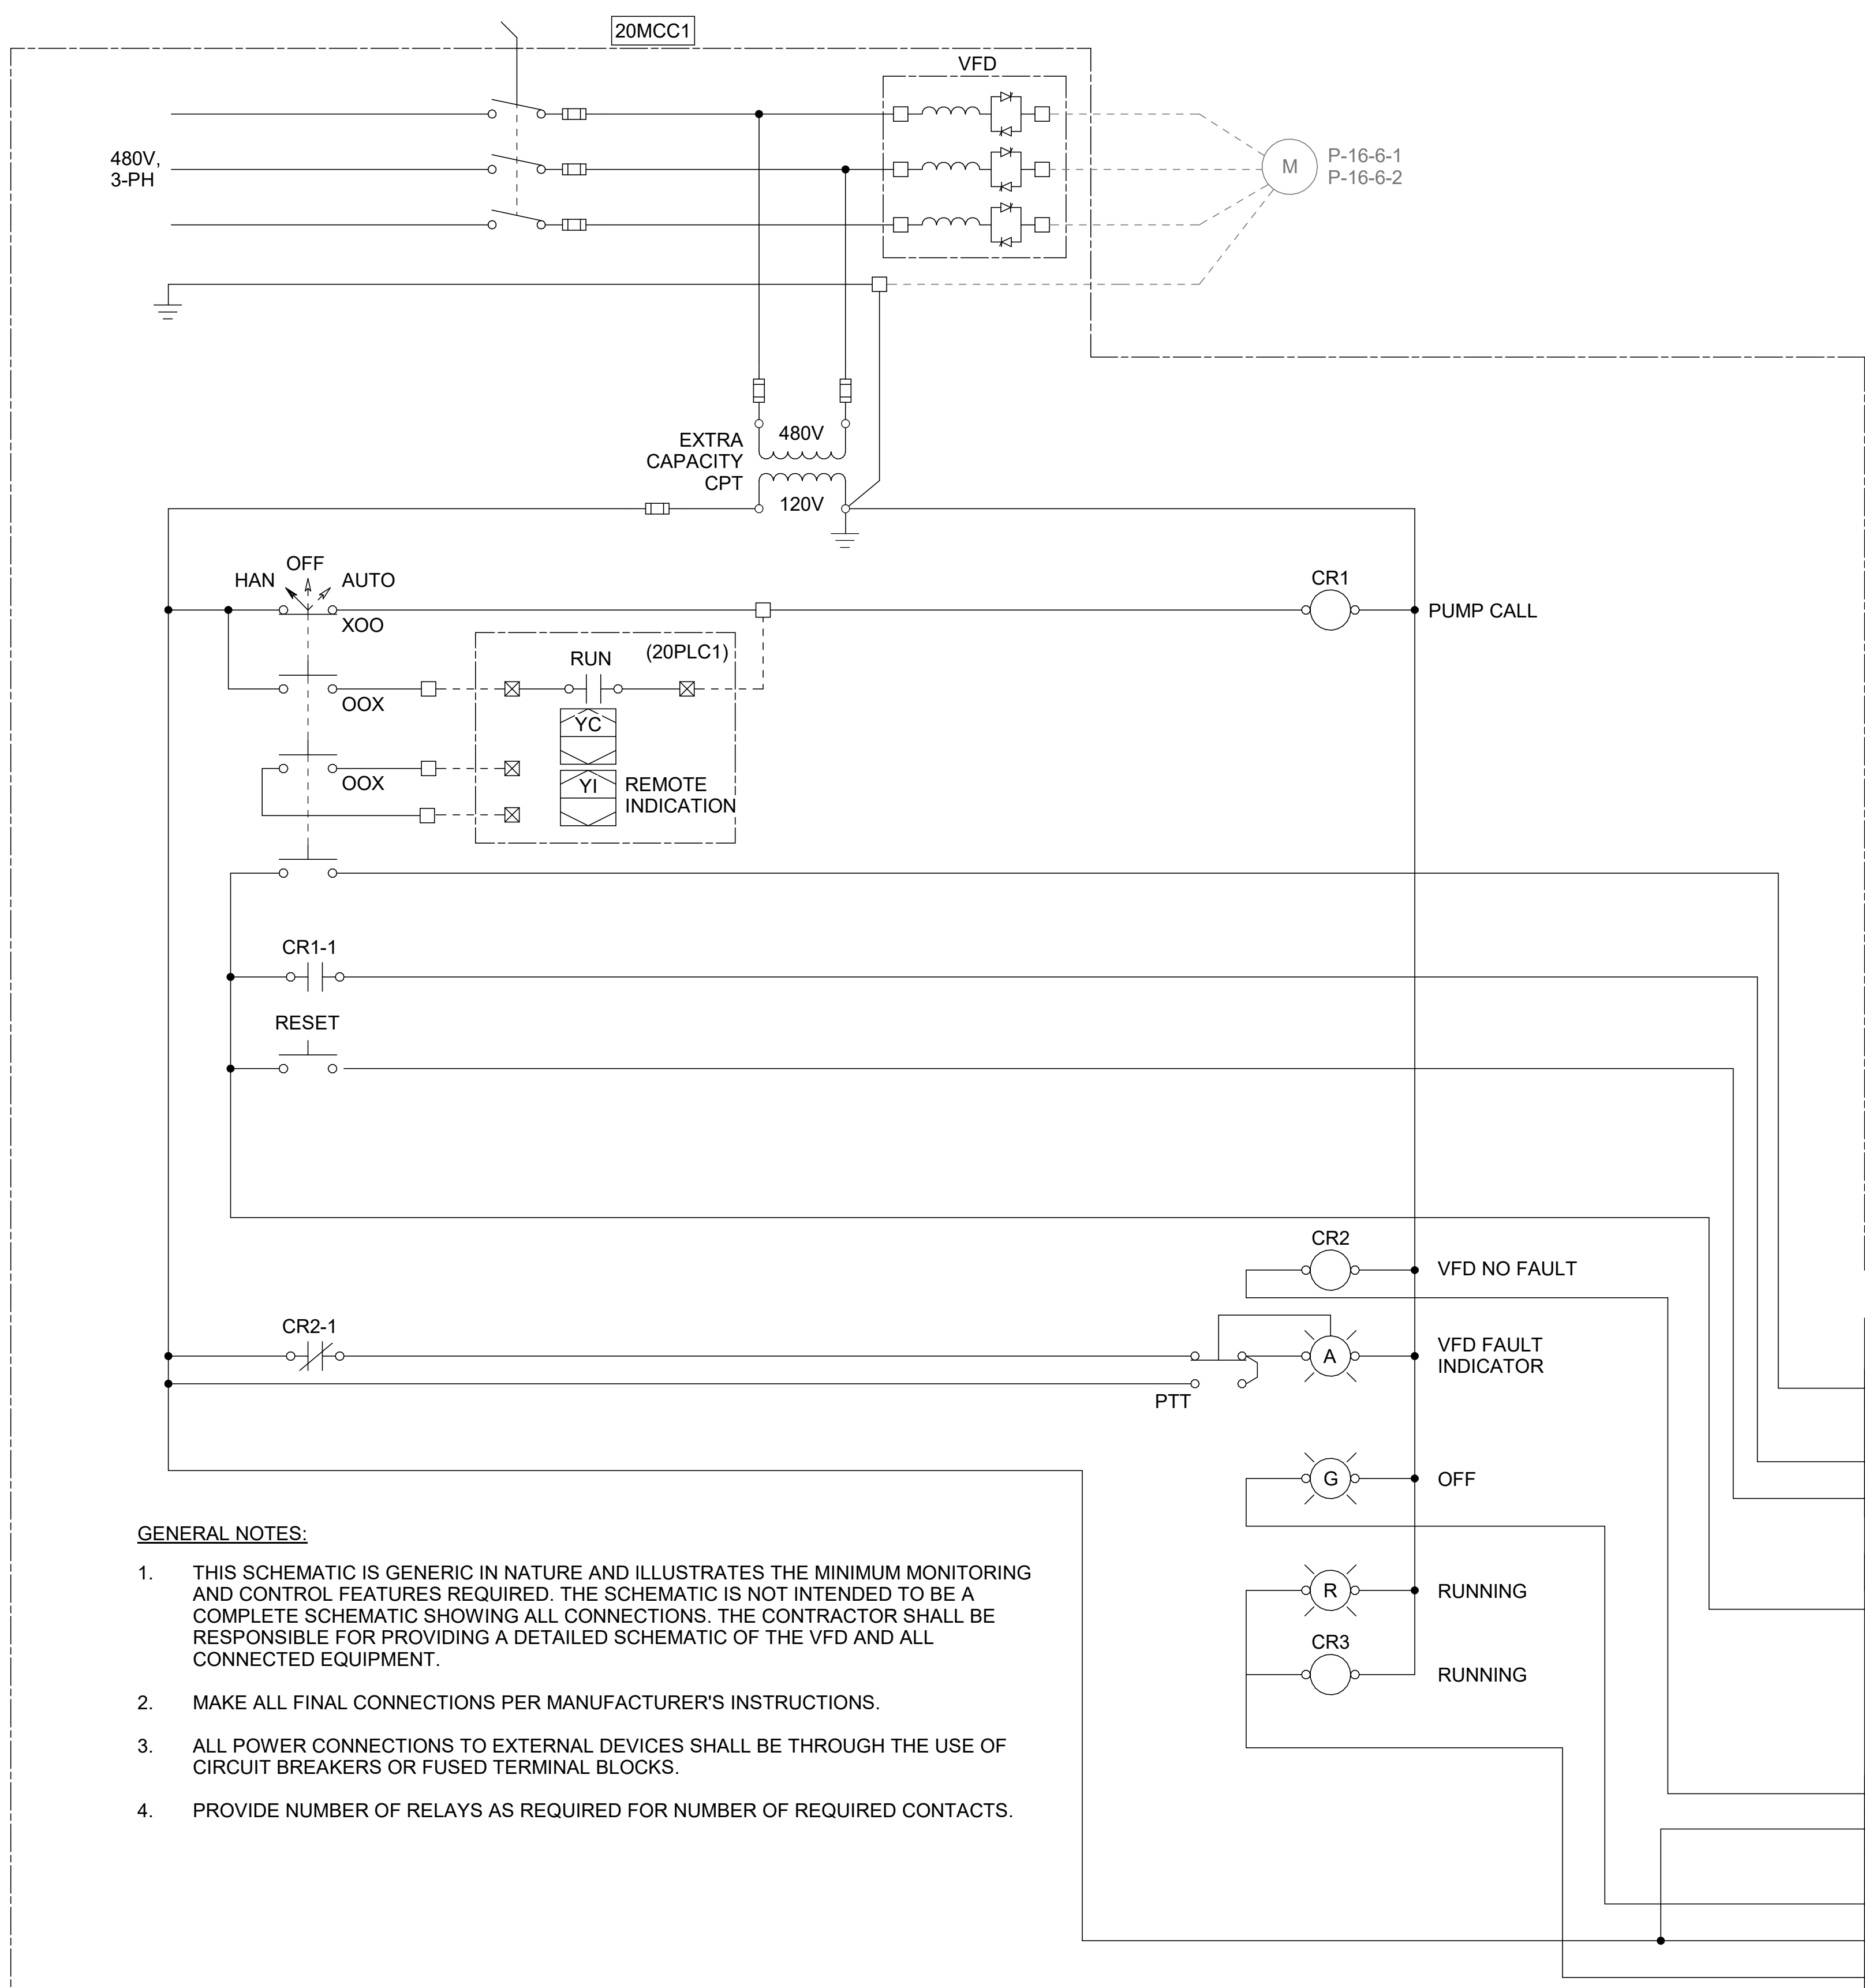 20MCC1
VFD
480V,
3-PH
M
P-16-6-1
P-16-6-2
EXTRA
CAPACITY
CPT
480V
120V
HAN
OFF
AUTO
XOO
CR1
PUMP CALL
RUN
(20PLC1)
OOX
YC
OOX
YI
REMOTE
INDICATION
CR1-1
RESET
CR2
VFD NO FAULT
CR2-1
A
VFD FAULT
INDICATOR
PTT
G
OFF
R
RUNNING
CR3
RUNNING
GENERAL NOTES:
1. THIS SCHEMATIC IS GENERIC IN NATURE AND ILLUSTRATES THE MINIMUM MONITORING
AND CONTROL FEATURES REQUIRED. THE SCHEMATIC IS NOT INTENDED TO BE A
COMPLETE SCHEMATIC SHOWING ALL CONNECTIONS. THE CONTRACTOR SHALL BE
RESPONSIBLE FOR PROVIDING A DETAILED SCHEMATIC OF THE VFD AND ALL
CONNECTED EQUIPMENT.
2. MAKE ALL FINAL CONNECTIONS PER MANUFACTURER'S INSTRUCTIONS.
3. ALL POWER CONNECTIONS TO EXTERNAL DEVICES SHALL BE THROUGH THE USE OF
CIRCUIT BREAKERS OR FUSED TERMINAL BLOCKS.
4. PROVIDE NUMBER OF RELAYS AS REQUIRED FOR NUMBER OF REQUIRED CONTACTS.